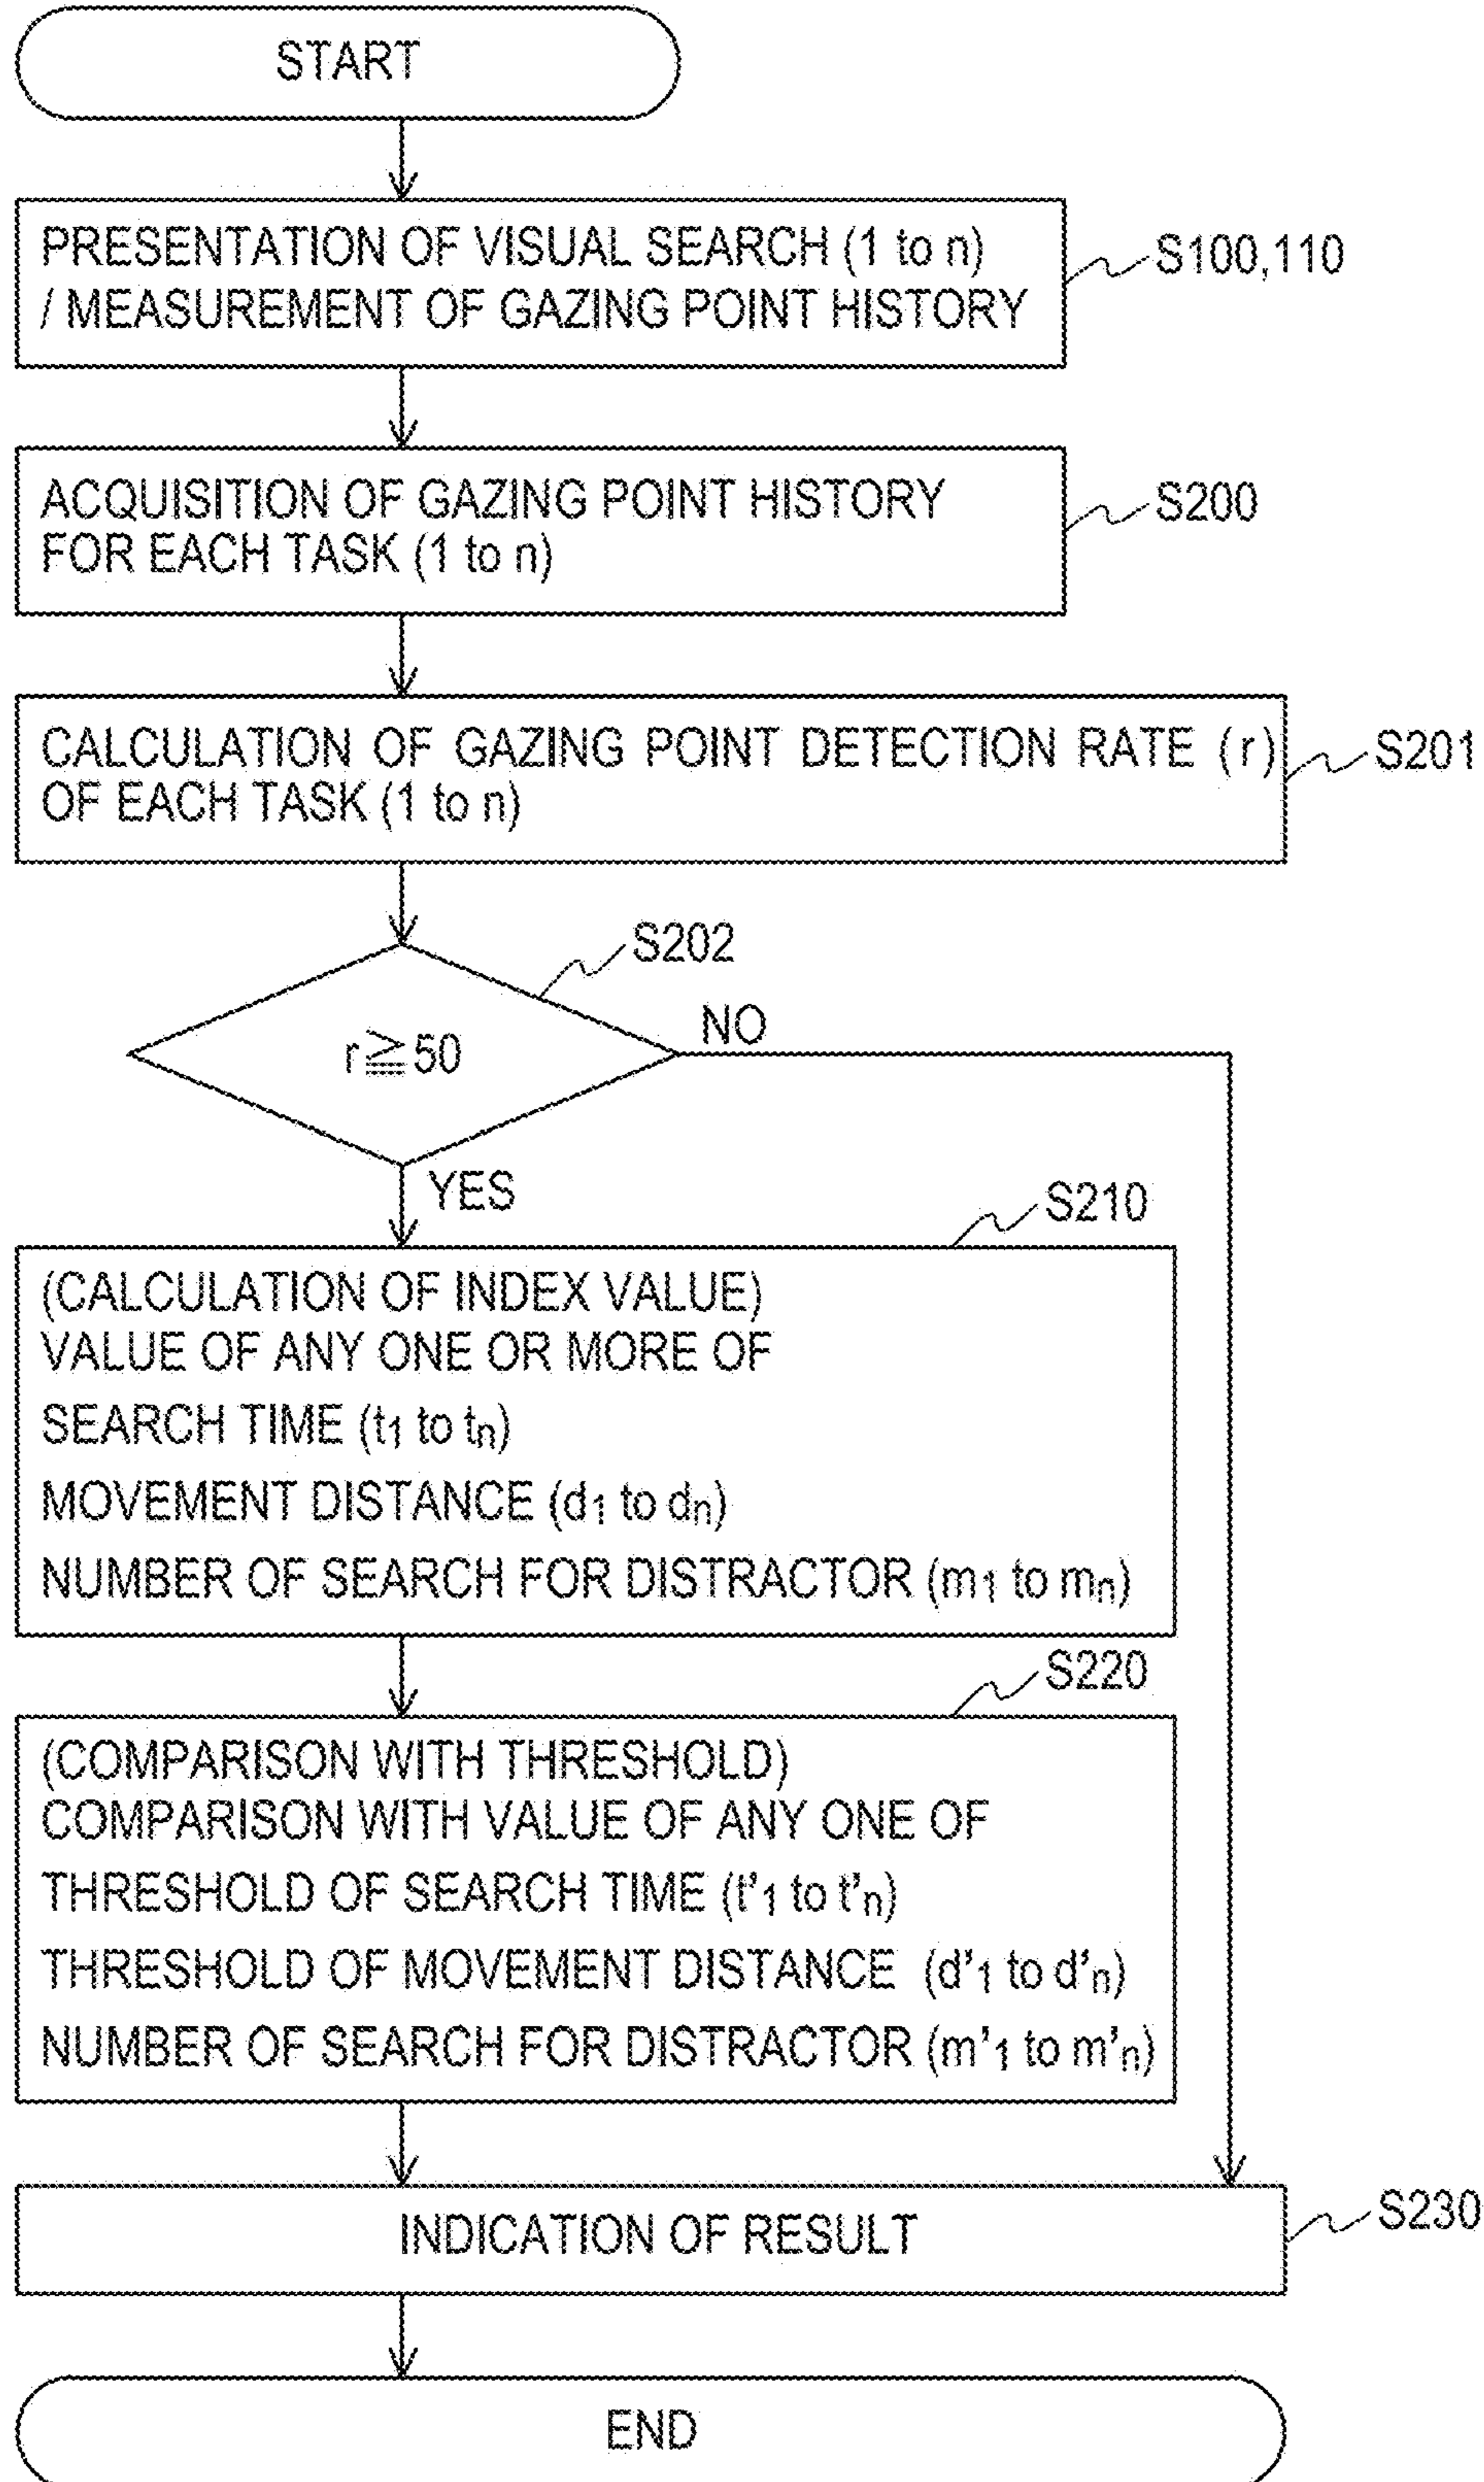 START
PRESENTATION OF VISUAL SEARCH (1 to n)
/ MEASUREMENT OF GAZING POINT HISTORY
S100,110
ACQUISITION OF GAZING POINT HISTORY
FOR EACH TASK (1 to n)
S200
CALCULATION OF GAZING POINT DETECTION RATE (r)
OF EACH TASK (1 to n)
S201
S202
r≧50
NO
YES
S210
(CALCULATION OF INDEX VALUE)
VALUE OF ANY ONE OR MORE OF
SEARCH TIME (t1 to tn)
MOVEMENT DISTANCE (d1 to dn)
NUMBER OF SEARCH FOR DISTRACTOR (m1 to mn)
S220
(COMPARISON WITH THRESHOLD)
COMPARISON WITH VALUE OF ANY ONE OF
THRESHOLD OF SEARCH TIME (t'1 to t'n)
THRESHOLD OF MOVEMENT DISTANCE (d'1 to d'n)
NUMBER OF SEARCH FOR DISTRACTOR (m'1 to m'n)
INDICATION OF RESULT
S230
END